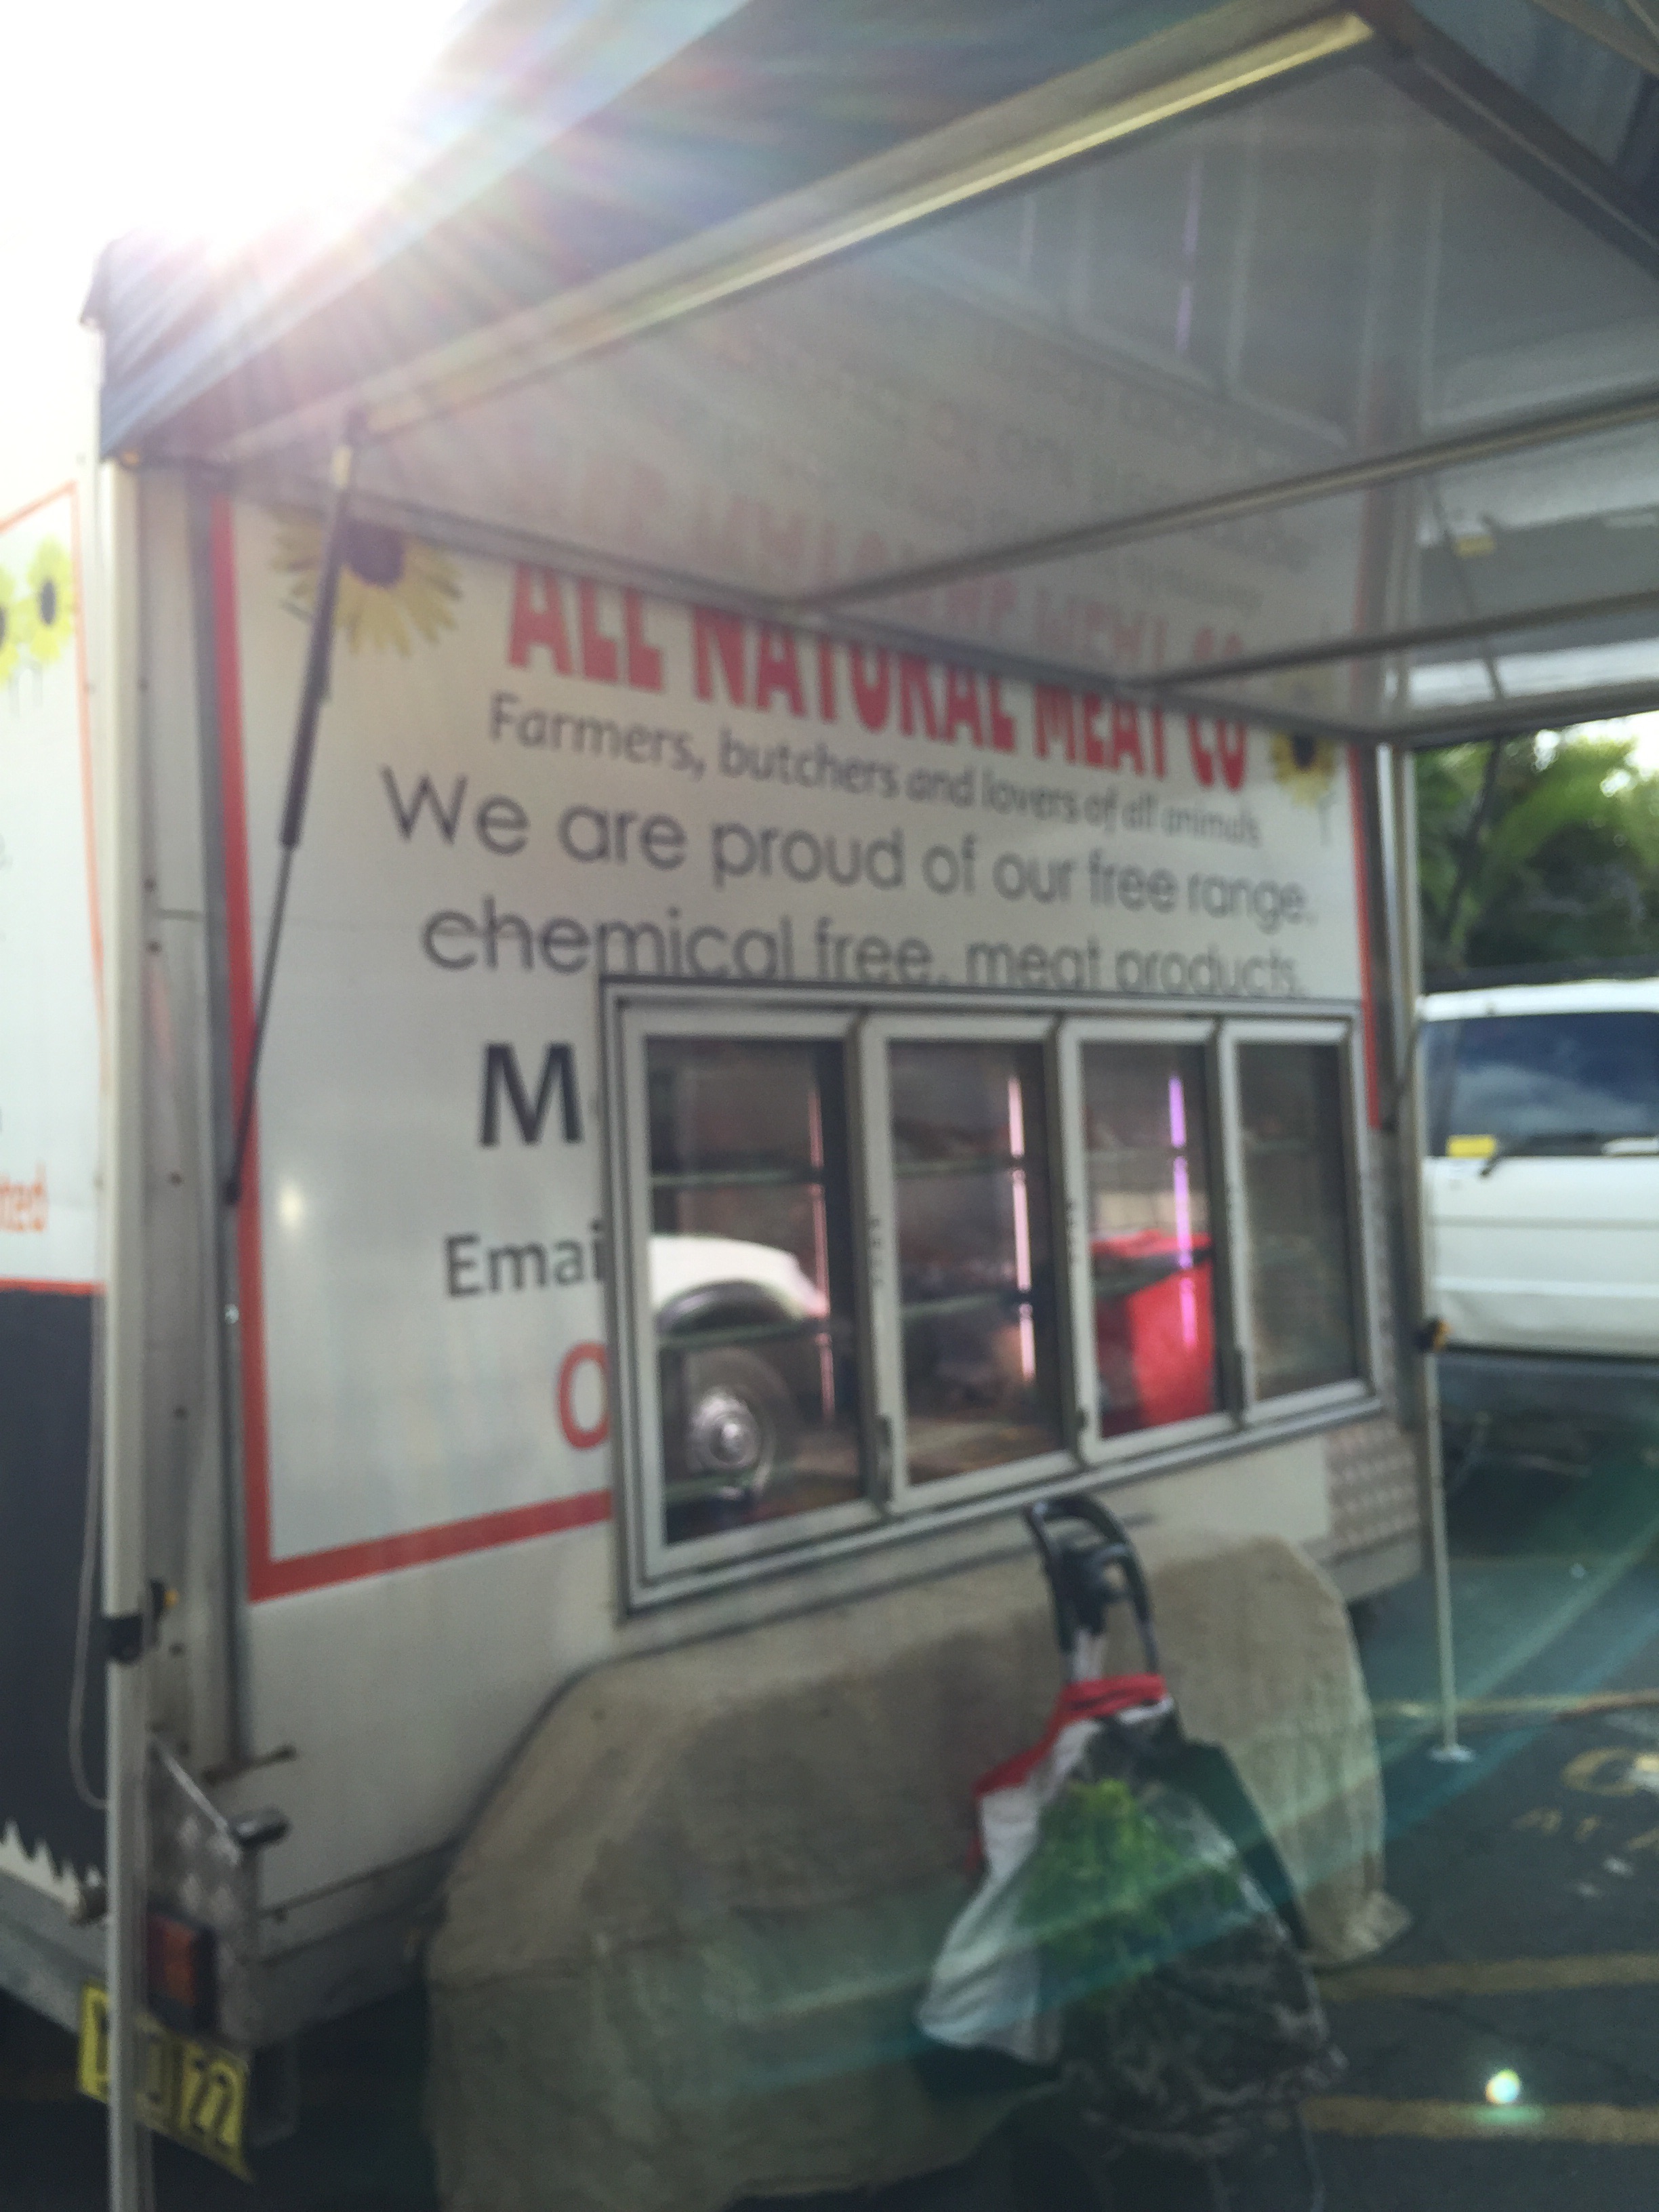 ALL NATURAL MEAT CO
Farmers, butchers and lovers of all animals
We are proud of our free range,
chemical free, meat products.
M
Emai
O